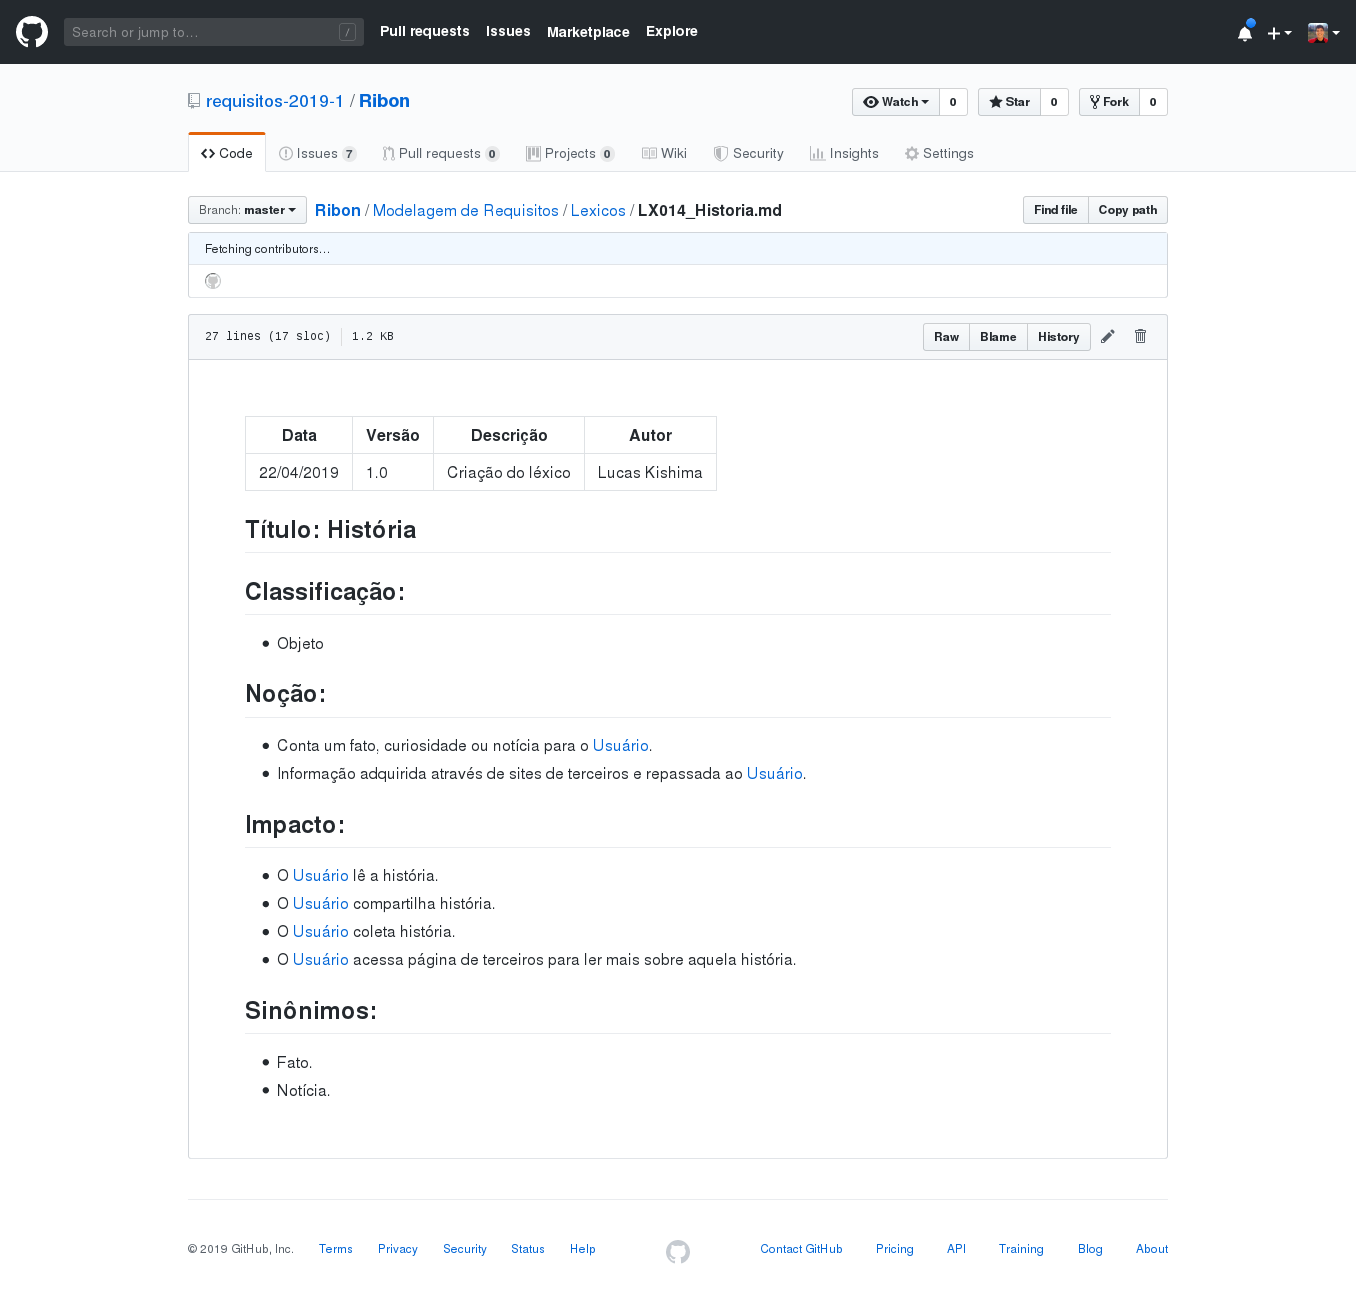 Search or jump to… / Pull requests Issues Marketplace Explore
requisitos-2019-1 / Ribon Watch 0 Star 0 Fork 0
Code Issues 7 Pull requests 0 Projects 0 Wiki Security Insights Settings
Branch: master Ribon / Modelagem de Requisitos / Lexicos / LX014_Historia.md Find file Copy path
Fetching contributors…
27 lines (17 sloc) 1.2 KB Raw Blame History
Data Versão Descrição Autor
22/04/2019 1.0 Criação do léxico Lucas Kishima
Título: História
Classificação:
Objeto
Noção:
Conta um fato, curiosidade ou notícia para o Usuário.
Informação adquirida através de sites de terceiros e repassada ao Usuário.
Impacto:
O Usuário lê a história.
O Usuário compartilha história.
O Usuário coleta história.
O Usuário acessa página de terceiros para ler mais sobre aquela história.
Sinônimos:
Fato.
Notícia.
© 2019 GitHub, Inc. Terms Privacy Security Status Help Contact GitHub Pricing API Training Blog About